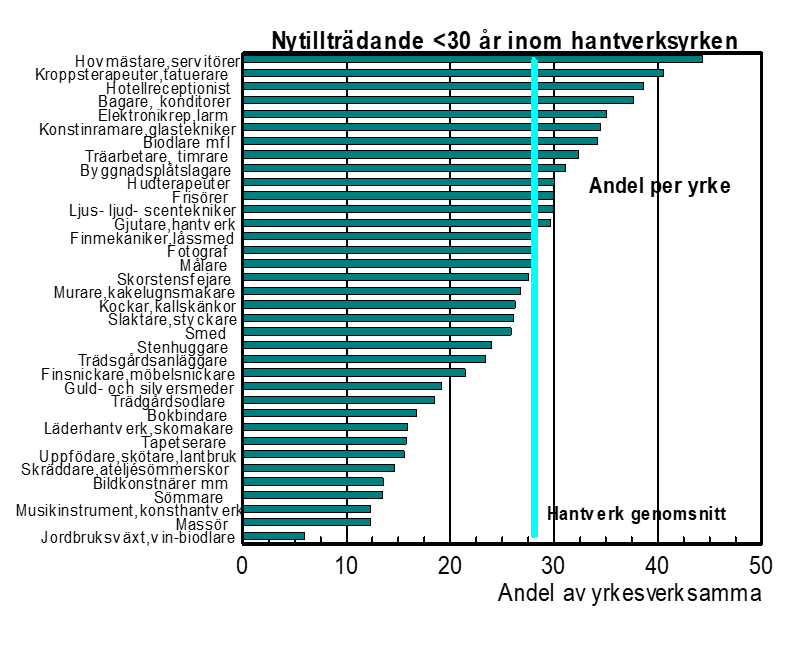 Nytillträdande <30 år inom hantverksyrken
Hovmästare,servitörer
Kroppsterapeuter,tatuerare
Hotellreceptionist
Bagare, konditorer
Elektronikrep,larm
Konstinramare,glastekniker
Biodlare mfl
Träarbetare, timrare
Byggnadsplåtslagare
Hudterapeuter
Andel per yrke
Frisörer
Ljus- ljud- scentekniker
Gjutare,hantverk
Finmekaniker,låssmed
Fotograf
Målare
Skorstensfejare
Murare,kakelugnsmakare
Kockar,kallskänkor
Slaktare,styckare
Smed
Stenhuggare
Trädsgårdsanläggare
Finsnickare,möbelsnickare
Guld- och silversmeder
Trädgårdsodlare
Bokbindare
Läderhantverk,skomakare
Tapetserare
Uppfödare,skötare,lantbruk
Skräddare,ateljésömmerskor
Bildkonstnärer mm
Sömmare
Musikinstrument,konsthantverk
Hantverk genomsnitt
Massör
Jordbruksväxt,vin-biodlare
0 10 20 30 40 50
Andel av yrkesverksamma